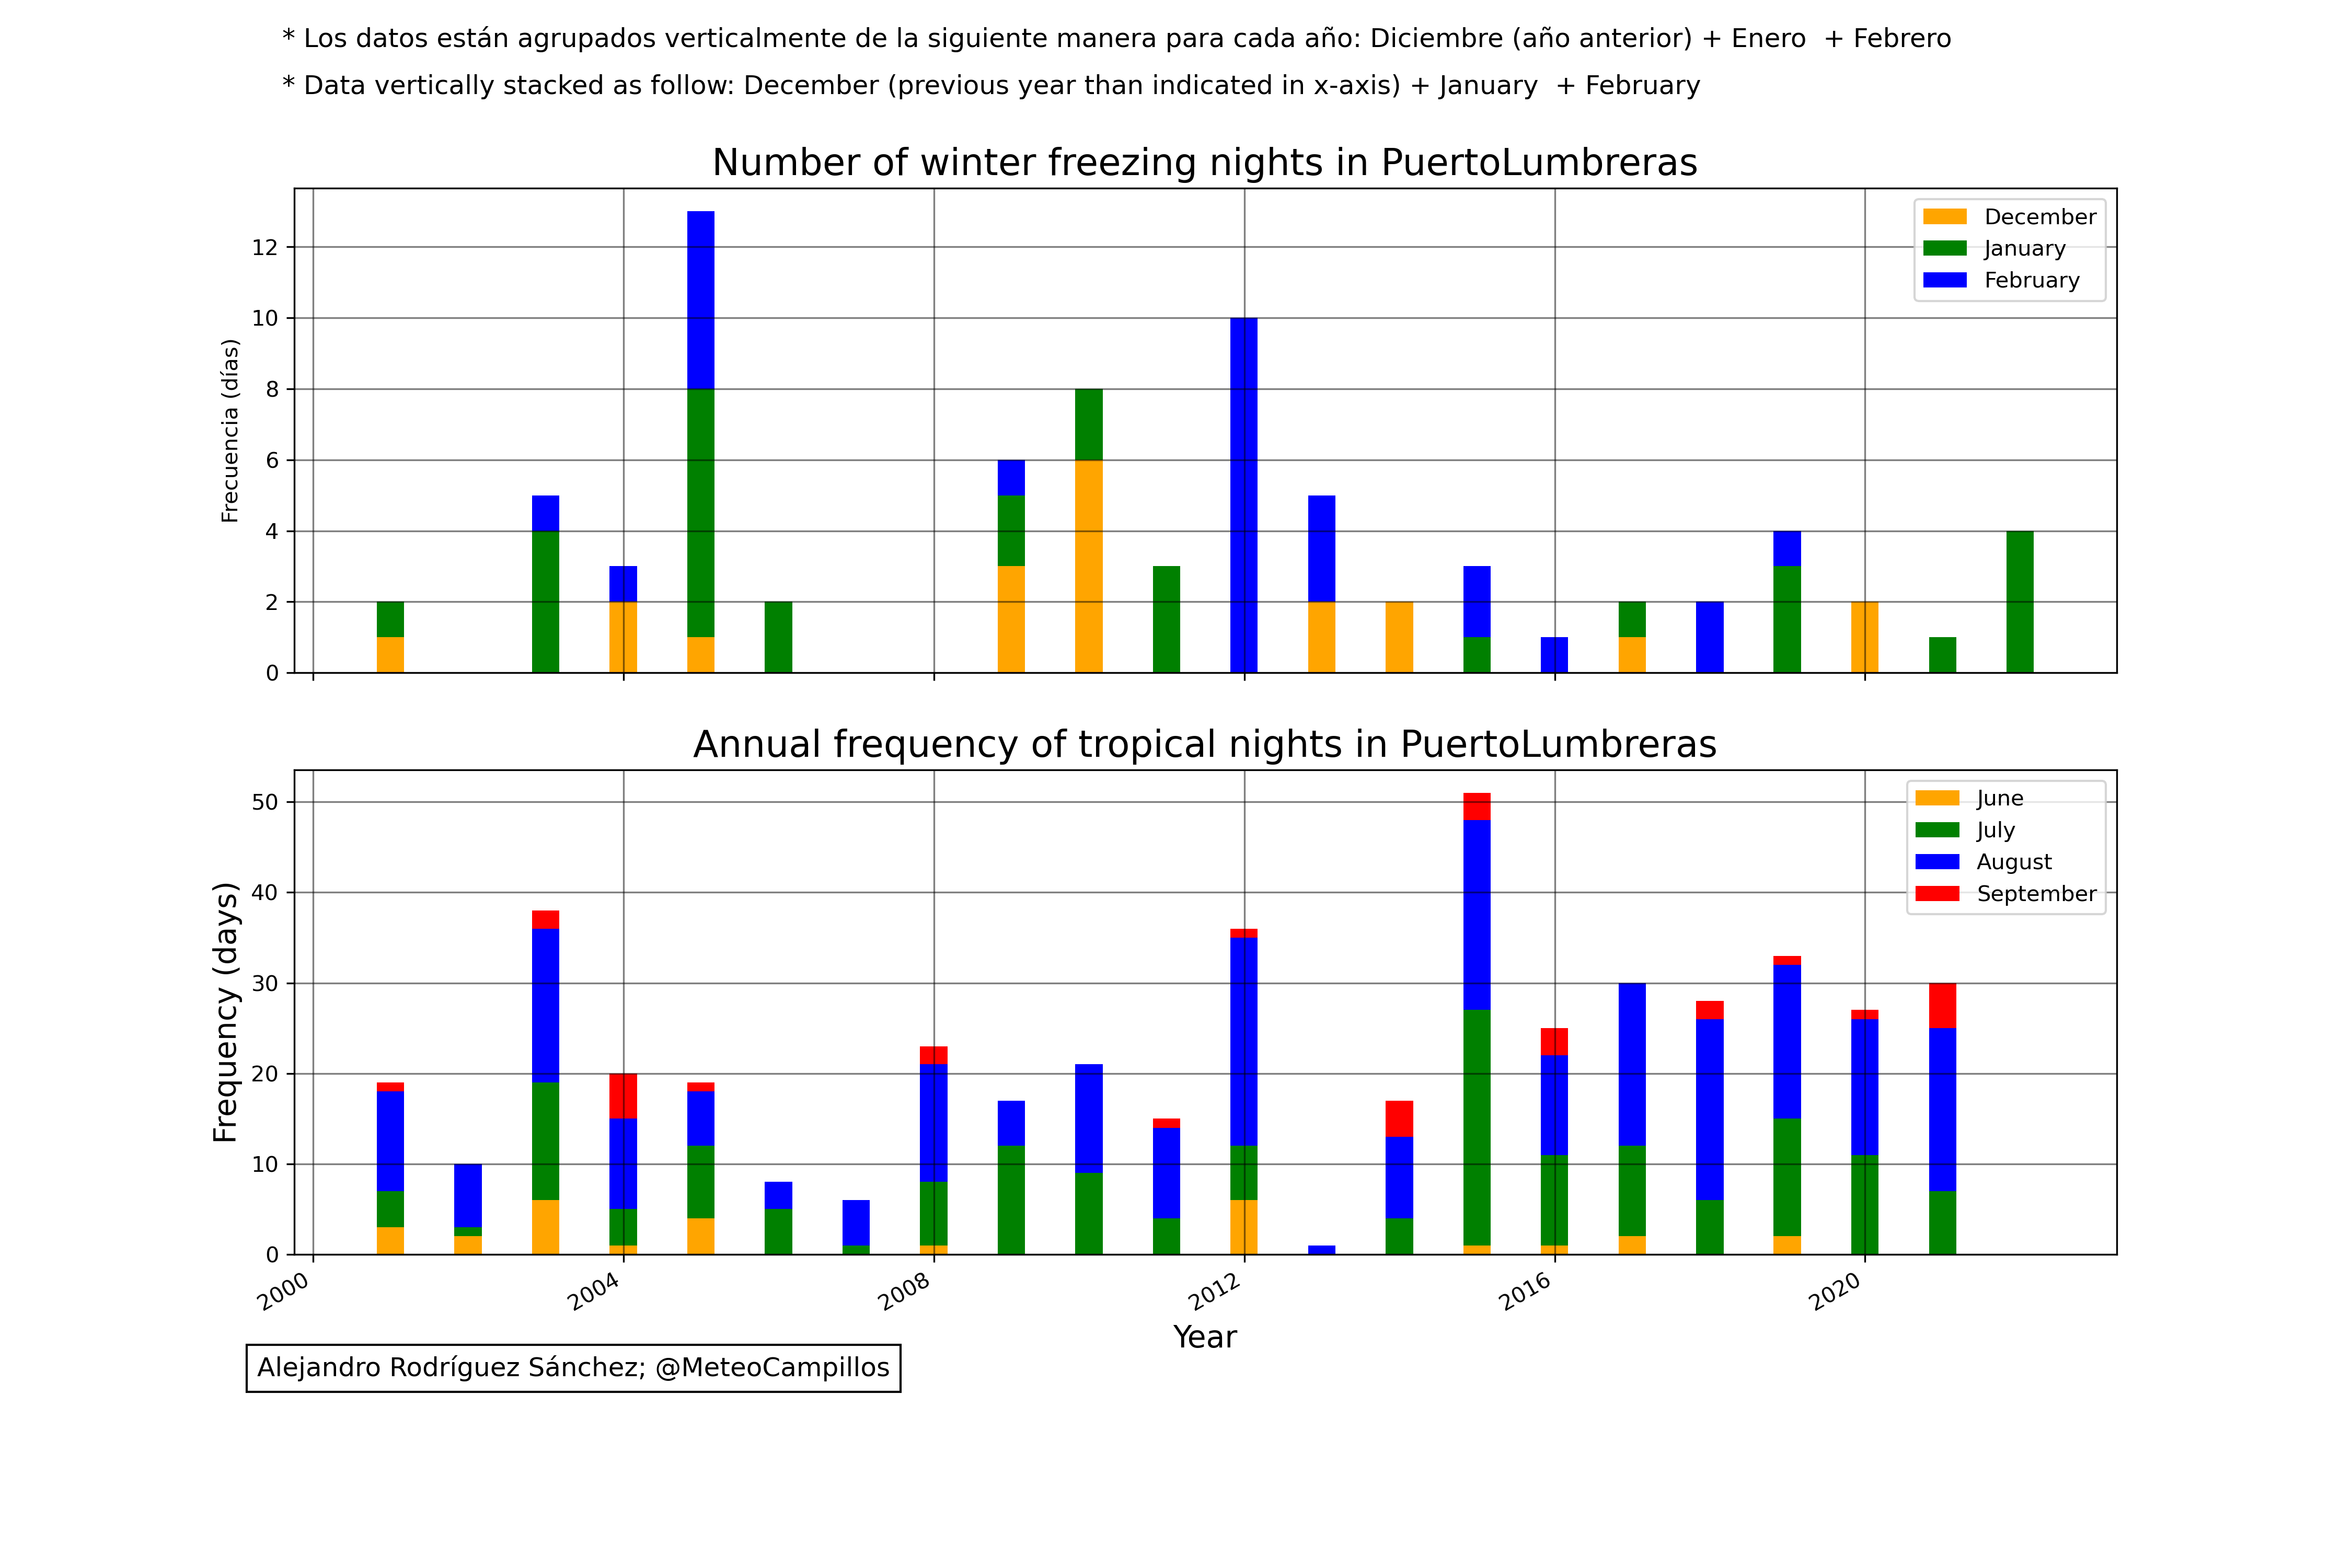 * Los datos están agrupados verticalmente de la siguiente manera para cada año: Diciembre (año anterior) + Enero  + Febrero
* Data vertically stacked as follow: December (previous year than indicated in x-axis) + January  + February
Number of winter freezing nights in PuertoLumbreras
Frecuencia (días)
12
10
8
6
4
2
0
December
January
February
Annual frequency of tropical nights in PuertoLumbreras
Frequency (days)
50
40
30
20
10
0
June
July
August
September
2000
2004
2008
2012
2016
2020
Year
Alejandro Rodríguez Sánchez; @MeteoCampillos